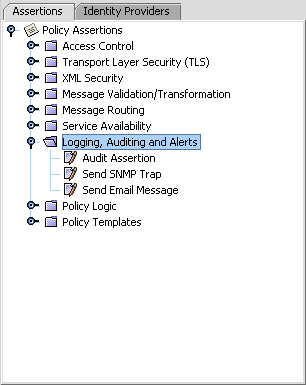 Assertions Identity Providers
Policy Assertions
Access Control
Transport Layer Security (TLS)
XML Security
Message Validation/Transformation
Message Routing
Service Availability
Logging, Auditing and Alerts
Audit Assertion
Send SNMP Trap
Send Email Message
Policy Logic
Policy Templates